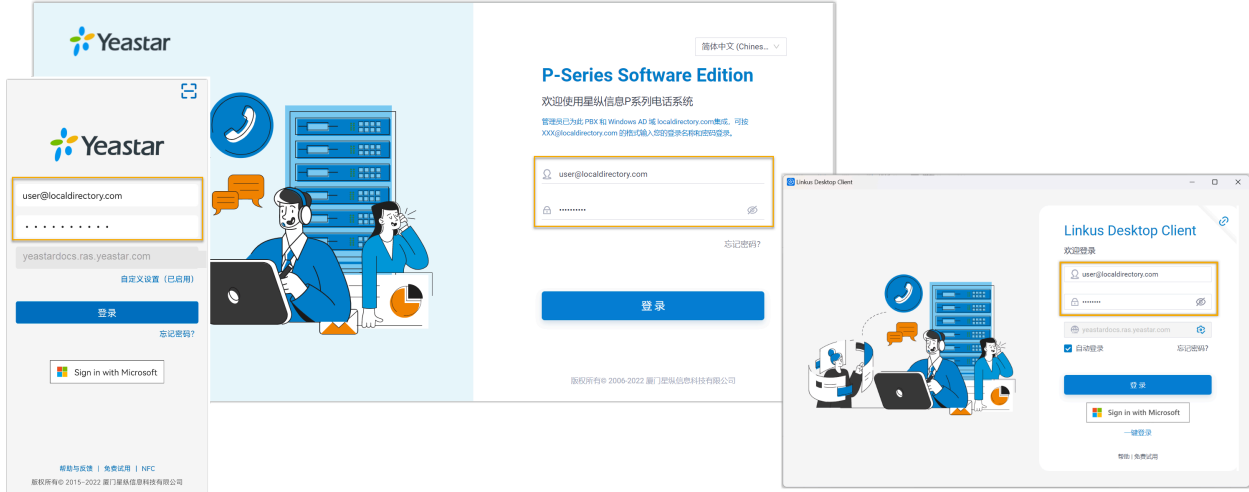 Yeastar
user@localdirectory.com
• • • • • • • • • •
yeastardocs.ras.yeastar.com
自定义设置（已启用）
登录
忘记密码?
Sign in with Microsoft
帮助与反馈 | 免费试用 | NFC
版权所有© 2015-2022 厦门星纵信息科技有限公司
Yeastar
简体中文 (Chines...
P-Series Software Edition
欢迎使用星纵信息P系列电话系统
管理员已为此 PBX 和 Windows AD 域 localdirectory.com集成，可按
XXX@localdirectory.com 的格式输入您的登录名称和密码登录。
user@localdirectory.com
••••••••••
忘记密码?
登录
版权所有© 2006-2022 厦门星纵信息科技有限公司
Linkus Desktop Client
Linkus Desktop Client
欢迎登录
user@localdirectory.com
••••••••
yeastardocs.ras.yeastar.com
自动登录
忘记密码?
登录
Sign in with Microsoft
一键登录
帮助 | 免费试用